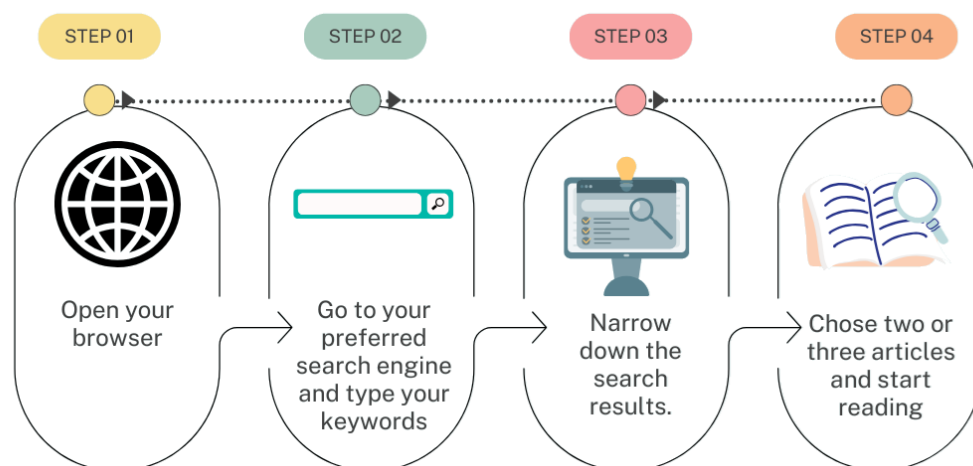 STEP 01
STEP 02
STEP 03
STEP 04
Open your
browser
Go to your
preferred
search engine
and type your
keywords
Narrow
down the
search
results.
Chose two or
three articles
and start
reading